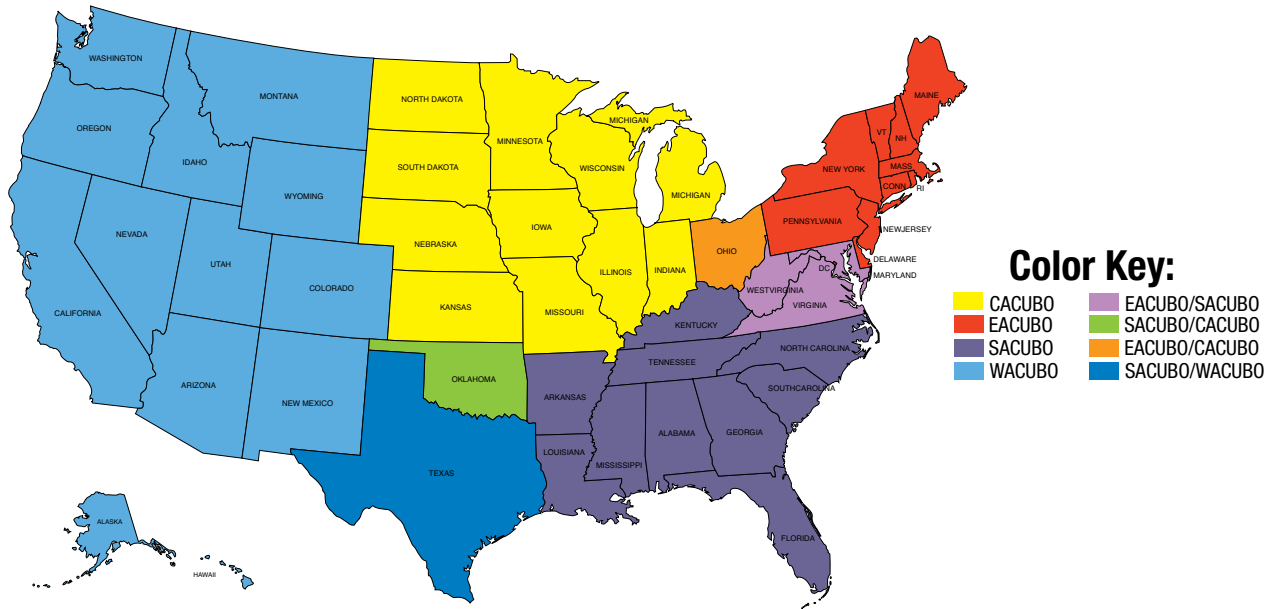 WASHINGTON
MONTANA
OREGON
IDAHO
WYOMING
NEVADA
UTAH
COLORADO
CALIFORNIA
ARIZONA
NEW MEXICO
ALASKA
HAWAII
NORTH DAKOTA
SOUTH DAKOTA
NEBRASKA
KANSAS
MINNESOTA
IOWA
MISSOURI
WISCONSIN
MICHIGAN
MICHIGAN
ILLINOIS
INDIANA
OHIO
OKLAHOMA
TEXAS
ARKANSAS
LOUISIANA
MISSISSIPPI
ALABAMA
GEORGIA
FLORIDA
TENNESSEE
KENTUCKY
NORTH CAROLINA
SOUTHCAROLINA
WESTVIRGINIA
VIRGINIA
DC
MARYLAND
DELAWARE
NEWJERSEY
PENNSYLVANIA
NEW YORK
CONN
RI
MASS
VT
NH
MAINE
Color Key:
CACUBO
EACUBO
SACUBO
WACUBO
EACUBO/SACUBO
SACUBO/CACUBO
EACUBO/CACUBO
SACUBO/WACUBO